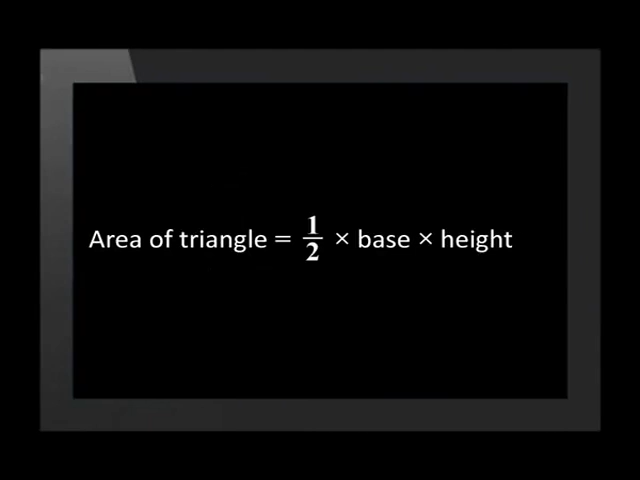 Area of triangle = 1/2 × base × height